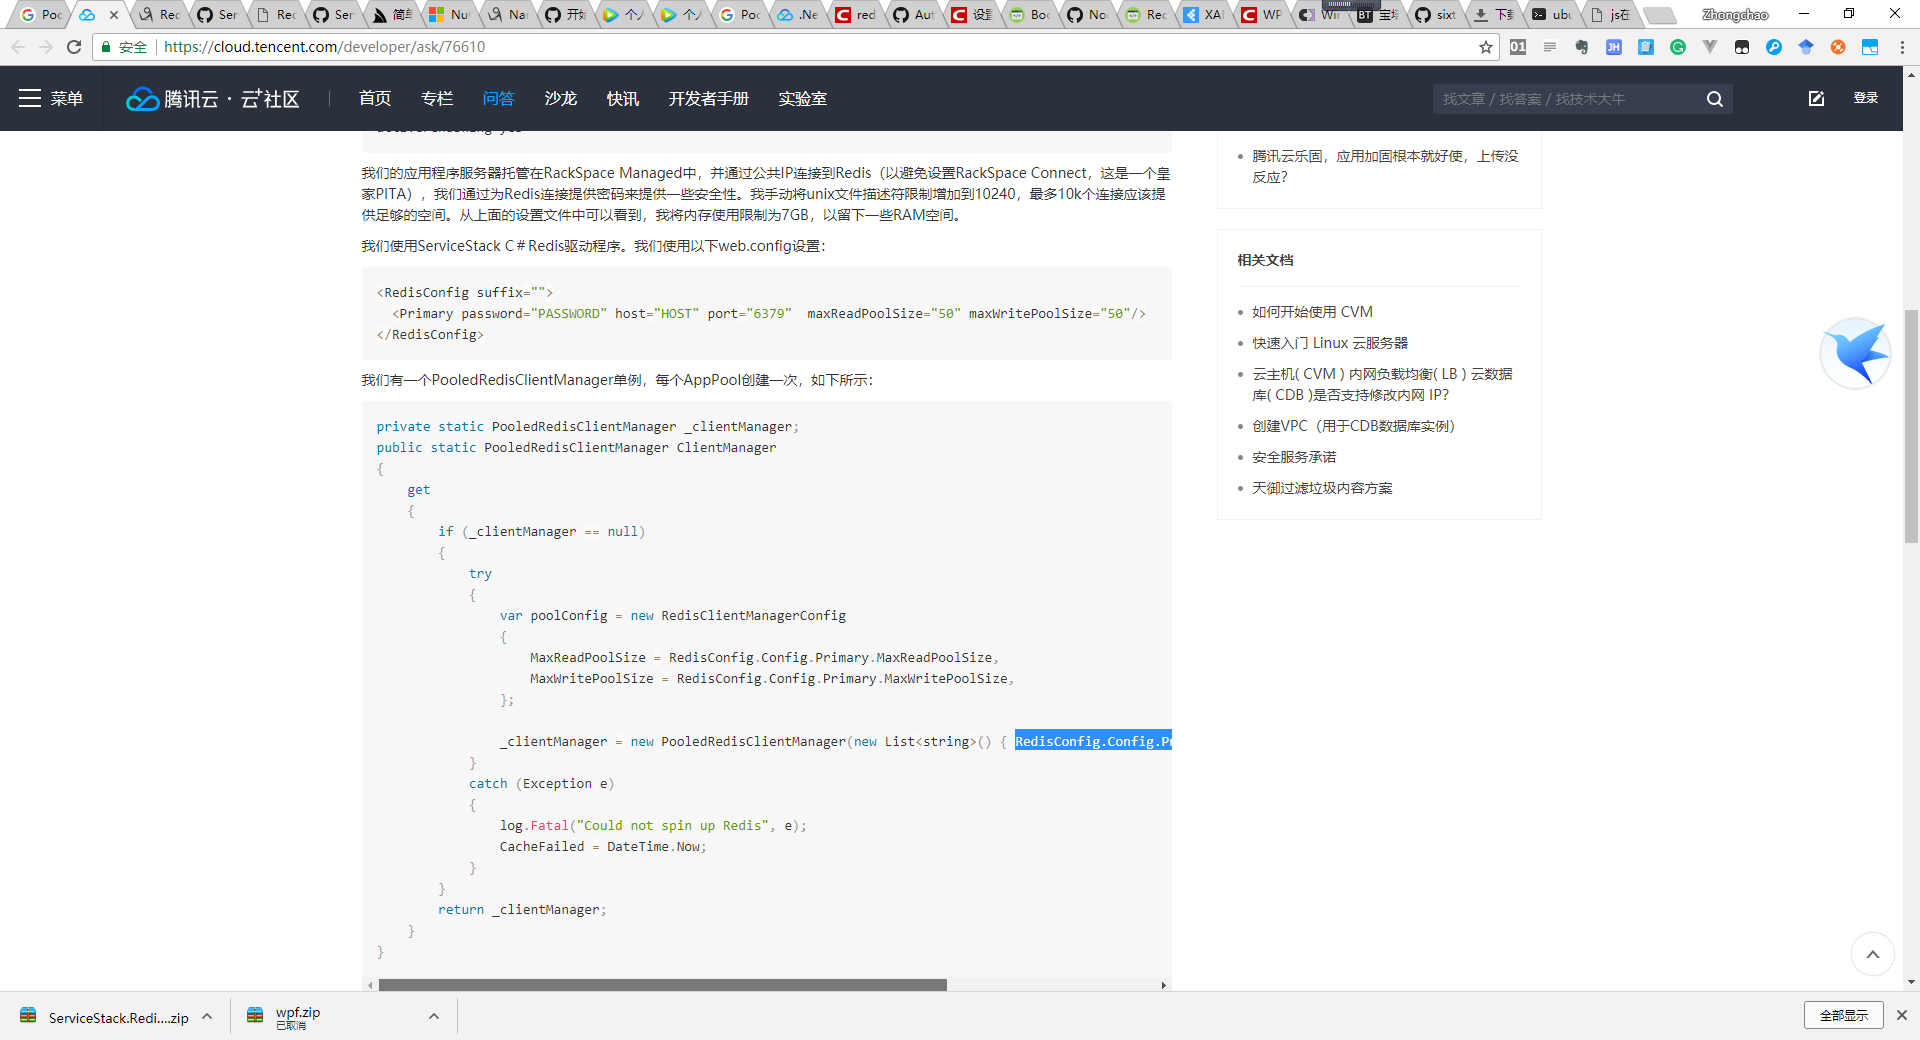 Poc
Rec
Ser
Rec
Ser
简单
Nu
Nan
开始
个人
个人
Poc
.Ne
red
Aut
设置
Boo
Noc
Rec
XAI
WP
Win
宝塔
sixt
下载
ubu
js在
Zhongchao
安全
https://cloud.tencent.com/developer/ask/76610
菜单
腾讯云 · 云+社区
首页
专栏
问答
沙龙
快讯
开发者手册
实验室
找文章 / 找答案 / 找技术大牛
登录
我们的应用程序服务器托管在RackSpace Managed中，并通过公共IP连接到Redis（以避免设置RackSpace Connect，这是一个皇
家PITA），我们通过为Redis连接提供密码来提供一些安全性。我手动将unix文件描述符限制增加到10240，最多10k个连接应该提
供足够的空间。从上面的设置文件中可以看到，我将内存使用限制为7GB，以留下一些RAM空间。
我们使用ServiceStack C＃Redis驱动程序。我们使用以下web.config设置：
<RedisConfig suffix="">
  <Primary password="PASSWORD" host="HOST" port="6379"  maxReadPoolSize="50" maxWritePoolSize="50"/>
</RedisConfig>
我们有一个PooledRedisClientManager单例，每个AppPool创建一次，如下所示：
private static PooledRedisClientManager _clientManager;
public static PooledRedisClientManager ClientManager
{
    get
    {
        if (_clientManager == null)
        {
            try
            {
                var poolConfig = new RedisClientManagerConfig
                {
                    MaxReadPoolSize = RedisConfig.Config.Primary.MaxReadPoolSize,
                    MaxWritePoolSize = RedisConfig.Config.Primary.MaxWritePoolSize,
                };
                _clientManager = new PooledRedisClientManager(new List<string>() { RedisConfig.Config.Pr
            }
            catch (Exception e)
            {
                log.Fatal("Could not spin up Redis", e);
                CacheFailed = DateTime.Now;
            }
        }
        return _clientManager;
    }
}
腾讯云乐固，应用加固根本就好使，上传没
反应？
相关文档
如何开始使用 CVM
快速入门 Linux 云服务器
云主机( CVM ) 内网负载均衡( LB ) 云数据
库( CDB )是否支持修改内网 IP？
创建VPC（用于CDB数据库实例）
安全服务承诺
天御过滤垃圾内容方案
ServiceStack.Redi....zip
wpf.zip
已取消
全部显示